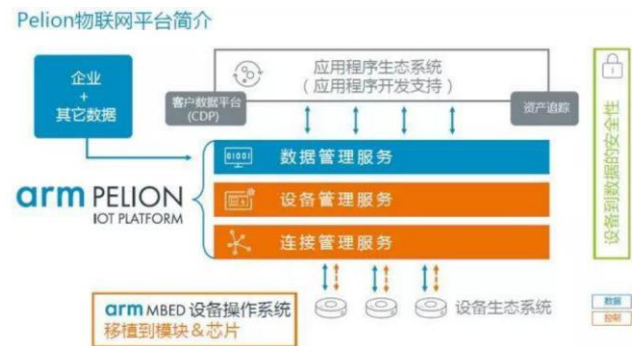 Pelion物联网平台简介
企业
+
其它数据
应用程序生态系统
（应用程序开发支持）
客户数据平台
(CDP)
资产追踪
01001
数据管理服务
arm PELION
IOT PLATFORM
设备管理服务
连接管理服务
设备到数据的安全性
arm MBED 设备操作系统
移植到模块＆芯片
设备生态系统
数据
控制